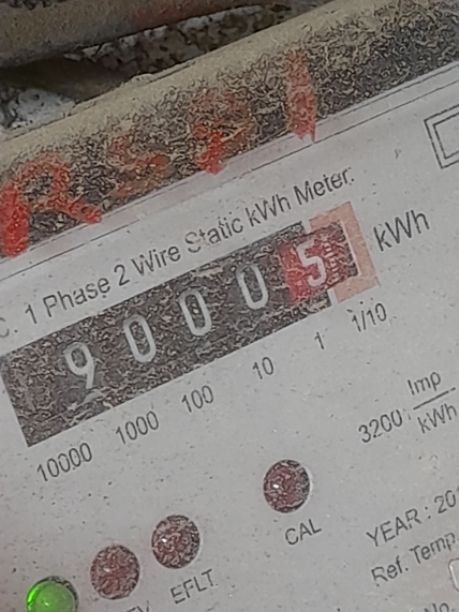 1 Phase 2 Wire Static kWh Meter.
90005 kWh
10000 1000 100 10 1 1/10
3200 Imp
kWh
CAL
EFLT
YEAR : 20
Ref. Temp.